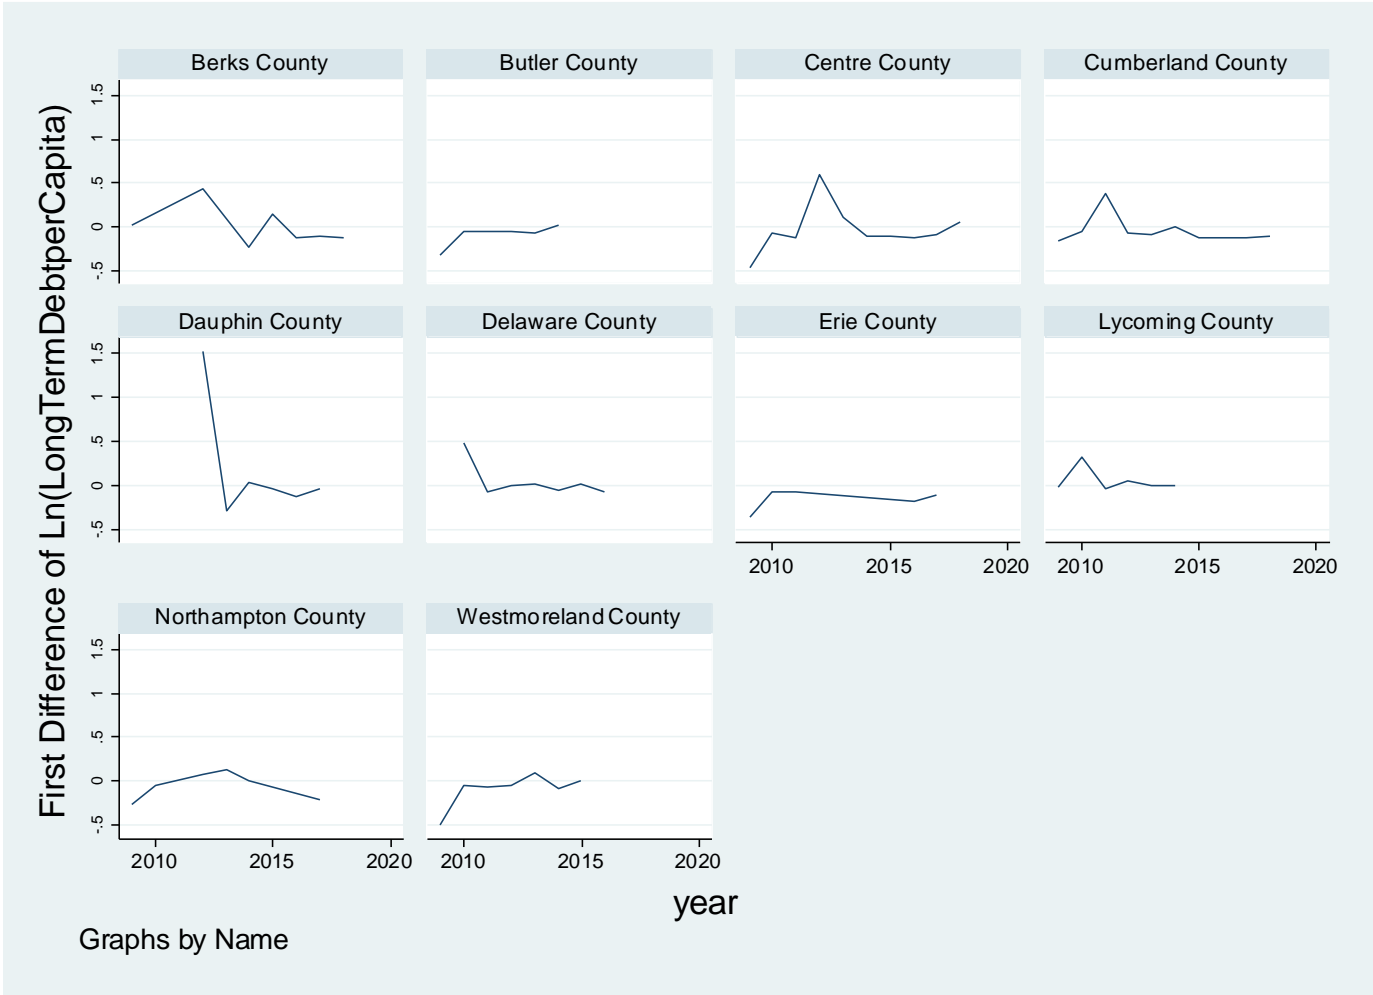 First Difference of Ln(LongTermDebtperCapita)
Berks County
Butler County
Centre County
Cumberland County
1.5
1
.5
0
-.5
Dauphin County
Delaware County
Erie County
Lycoming County
1.5
1
.5
0
-.5
2010
2015
2020
2010
2015
2020
Northampton County
Westmoreland County
1.5
1
.5
0
-.5
2010
2015
2020
2010
2015
2020
year
Graphs by Name